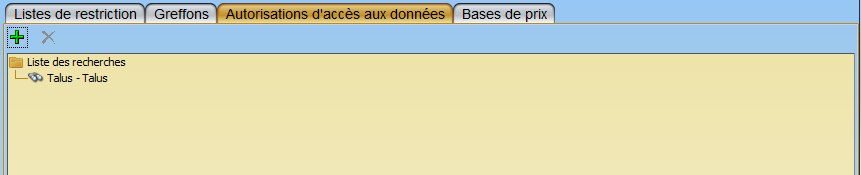 Listes de restriction Greffons Autorisations d'accès aux données Bases de prix
Liste des recherches
Talus - Talus